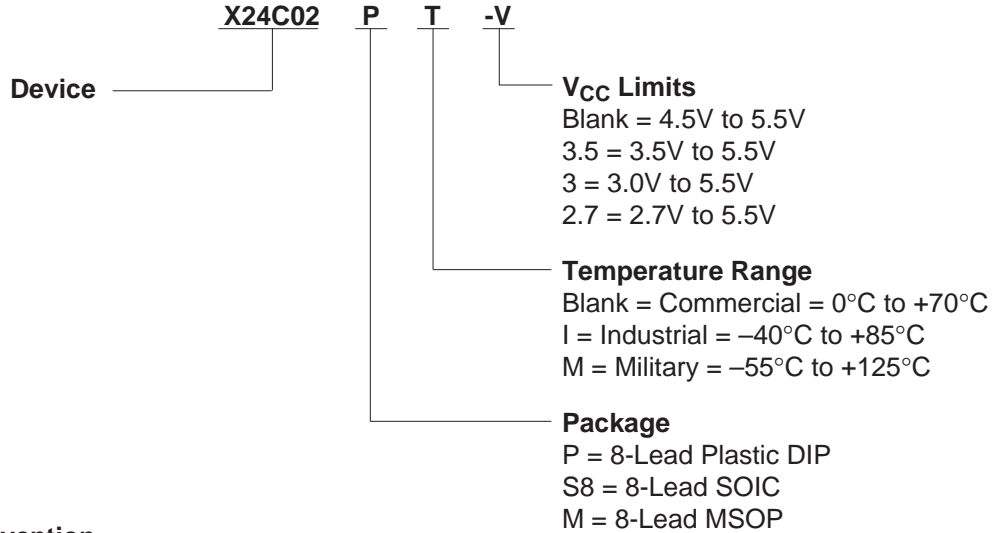 X24C02 P T -V
Device
VCC Limits
Blank = 4.5V to 5.5V
3.5 = 3.5V to 5.5V
3 = 3.0V to 5.5V
2.7 = 2.7V to 5.5V
Temperature Range
Blank = Commercial = 0°C to +70°C
I = Industrial = –40°C to +85°C
M = Military = –55°C to +125°C
Package
P = 8-Lead Plastic DIP
S8 = 8-Lead SOIC
M = 8-Lead MSOP